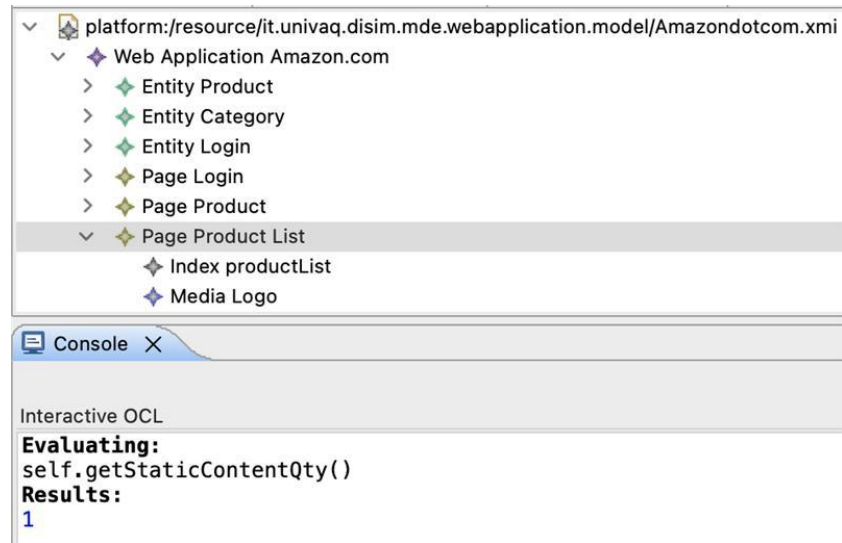 platform:/resource/it.univaq.disim.mde.webapplication.model/Amazondotcom.xmi
Web Application Amazon.com
Entity Product
Entity Category
Entity Login
Page Login
Page Product
Page Product List
Index productList
Media Logo
Console
Interactive OCL
Evaluating:
self.getStaticContentQty()
Results:
1